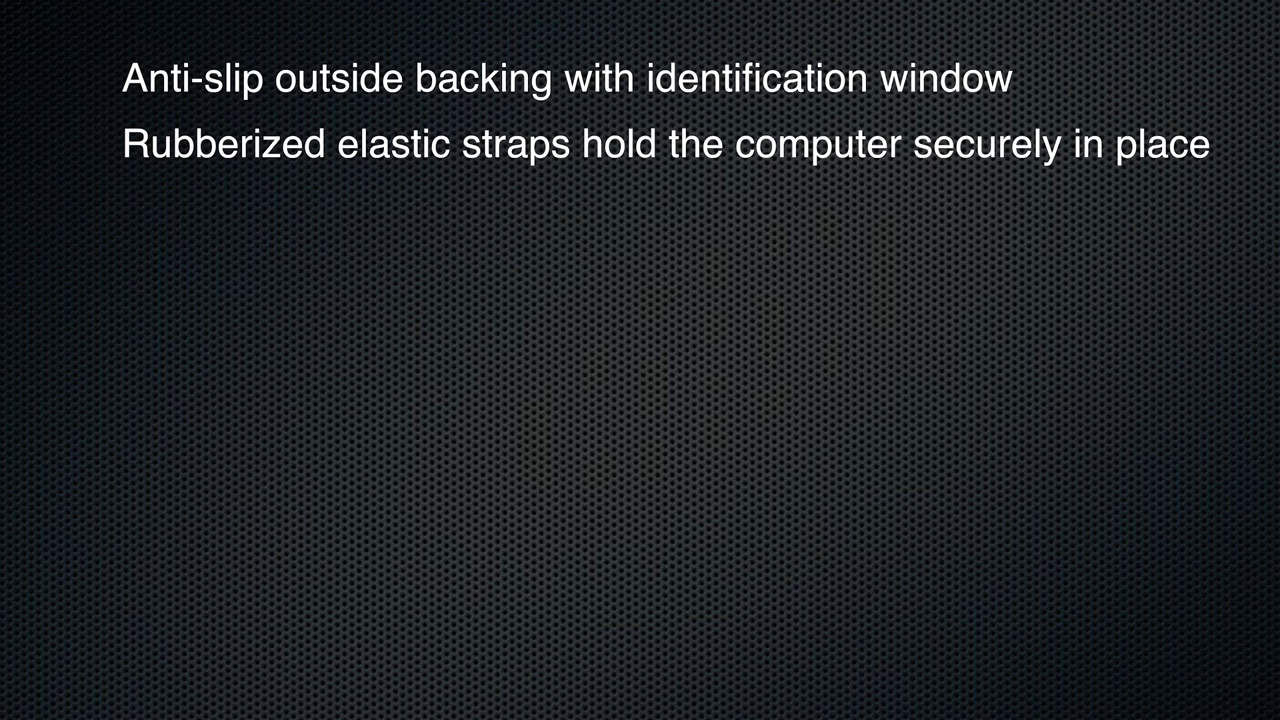 Anti-slip outside backing with identification window
Rubberized elastic straps hold the computer securely in place